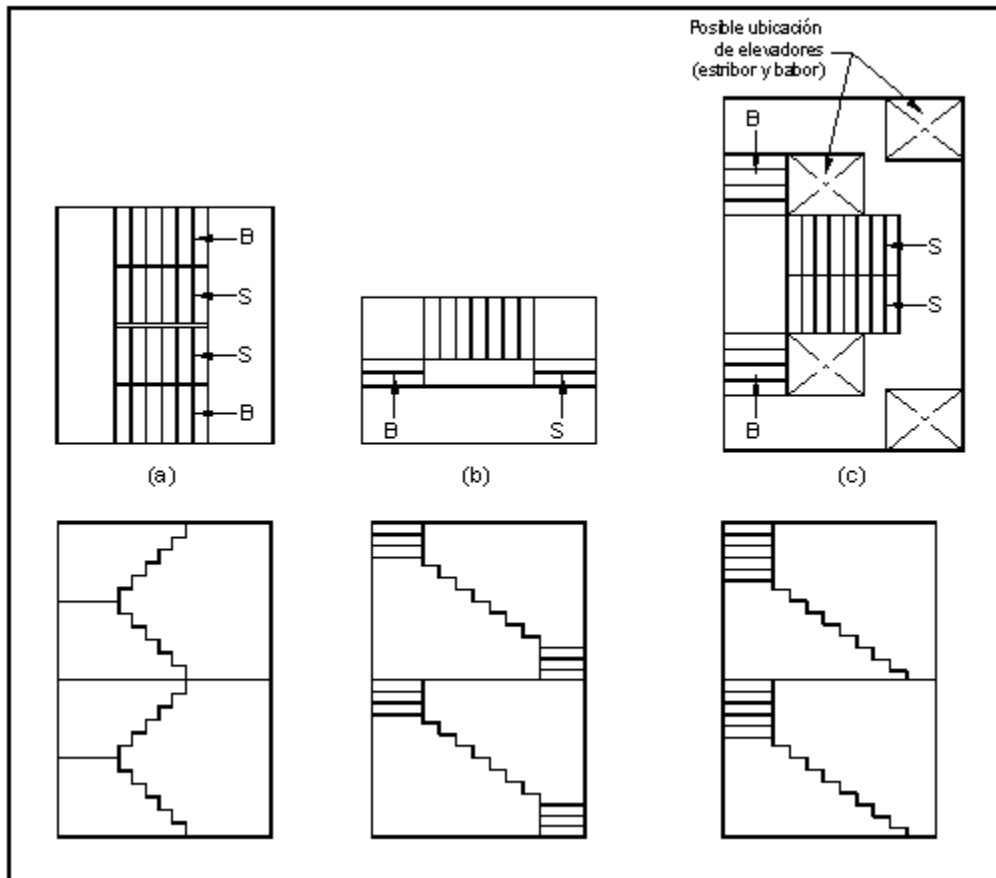 Posible ubicación
de elevadores
(estribor y babor)
B
B
S
S
B
S
S
B
B
S
B
(a)
(b)
(c)